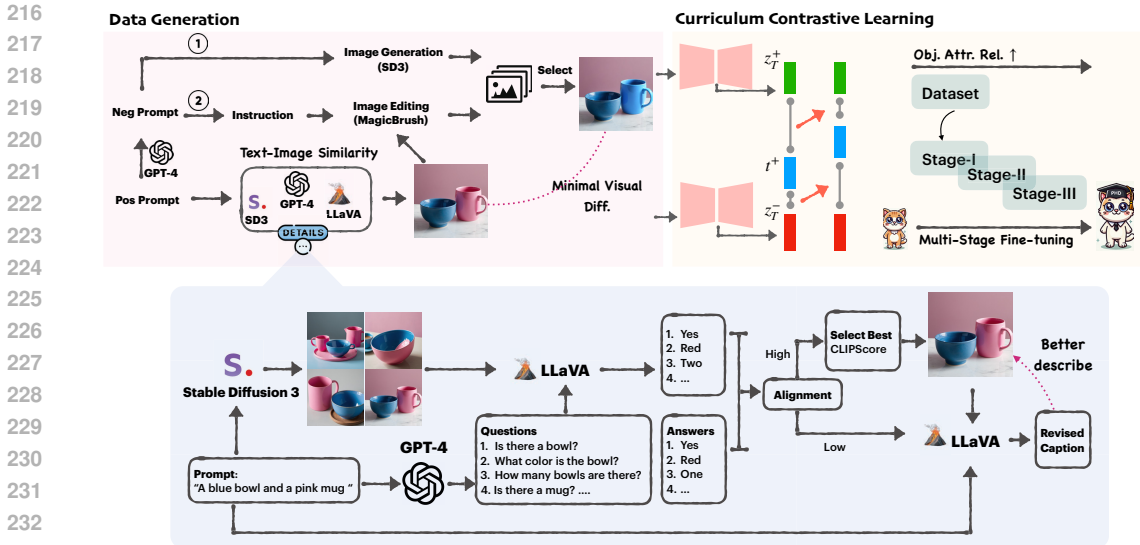 216
217
218
219
220
221
222
223
224
225
226
227
228
229
230
231
232
Data Generation
1
Image Generation
(SD3)
2
Neg Prompt
Instruction
Image Editing
(MagicBrush)
Select
GPT-4
Text-Image Similarity
Pos Prompt
GPT-4
SD3
LLaVA
DETAILS
Minimal Visual
Diff.
Curriculum Contrastive Learning
z_T^+
t^+
z_T^-
Obj. Attr. Rel. ↑
Dataset
Stage-I
Stage-II
Stage-III
PHD
Multi-Stage Fine-tuning
S.
Stable Diffusion 3
Prompt:
“A blue bowl and a pink mug “
GPT-4
LLaVA
Questions
1. Is there a bowl?
2. What color is the bowl?
3. How many bowls are there?
4. Is there a mug? ....
1. Yes
2. Red
3. Two
4. ...
Answers
1. Yes
2. Red
3. One
4. ...
Alignment
High
Low
Select Best
CLIPScore
LLaVA
Better
describe
Revised
Caption